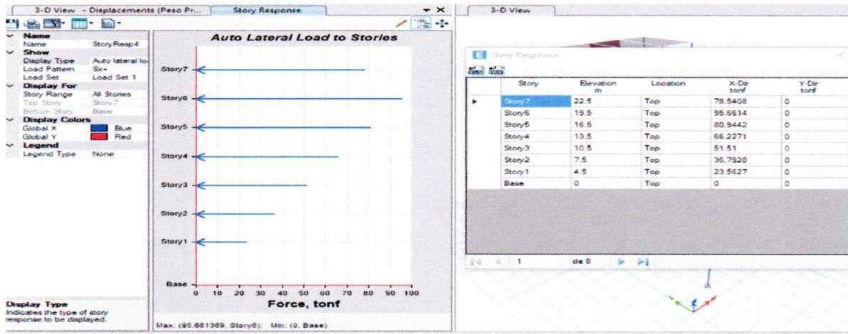 3-D View - Displacements (Peso Pr...
Story Response
Name
Name StoryResp4
Show
Display Type Auto lateral lo
Load Pattern Sx+
Load Set Load Set 1
Display For
Story Range All Stories
Top Story Story7
Bottom Story Base
Display Colors
Global X Blue
Global Y Red
Legend
Legend Type None
Display Type
Indicates the type of story
response to be displayed.
Auto Lateral Load to Stories
Story7
Story6
Story5
Story4
Story3
Story2
Story1
Base
0 10 20 30 40 50 60 70 80 90 100
Force, tonf
Max: (95.661369, Story6); Min: (0, Base)
3-D View
Story Response
Story Elevation Location X-Dir Y-Dir
m tonf tonf
Story7 22.5 Top 78.5408 0
Story6 19.5 Top 95.6614 0
Story5 16.5 Top 80.9442 0
Story4 13.5 Top 66.2271 0
Story3 10.5 Top 51.51 0
Story2 7.5 Top 36.7928 0
Story1 4.5 Top 23.5627 0
Base 0 Top 0 0
1 de 8